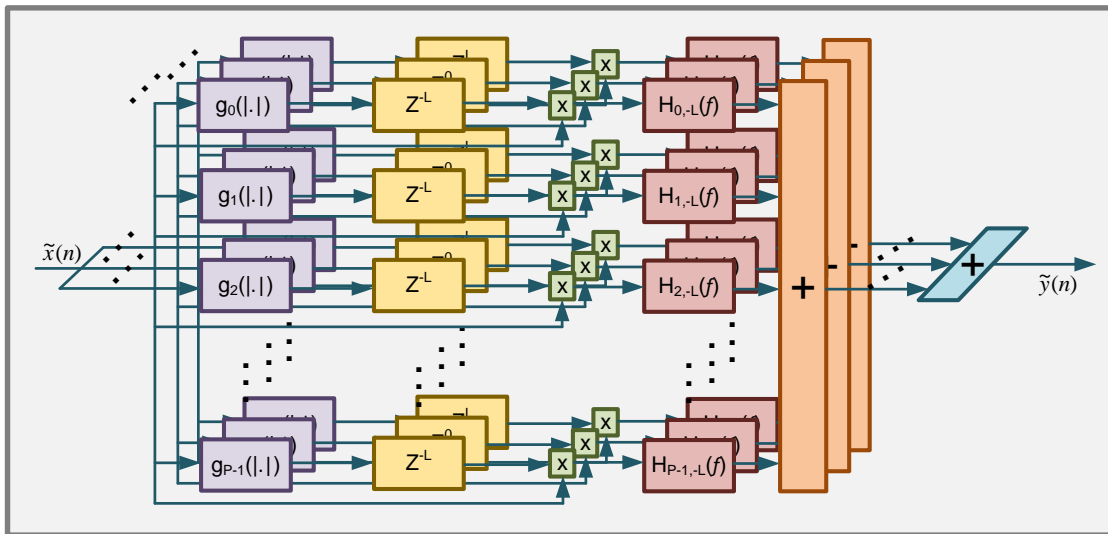 g0(|.|) Z-L x x x H0,-L(f)
g1(|.|) Z-L x x x H1,-L(f)
x̃(n) g2(|.|) Z-L x x x H2,-L(f) + + ỹ(n)
gP-1(|.|) Z-L x x x HP-1,-L(f)